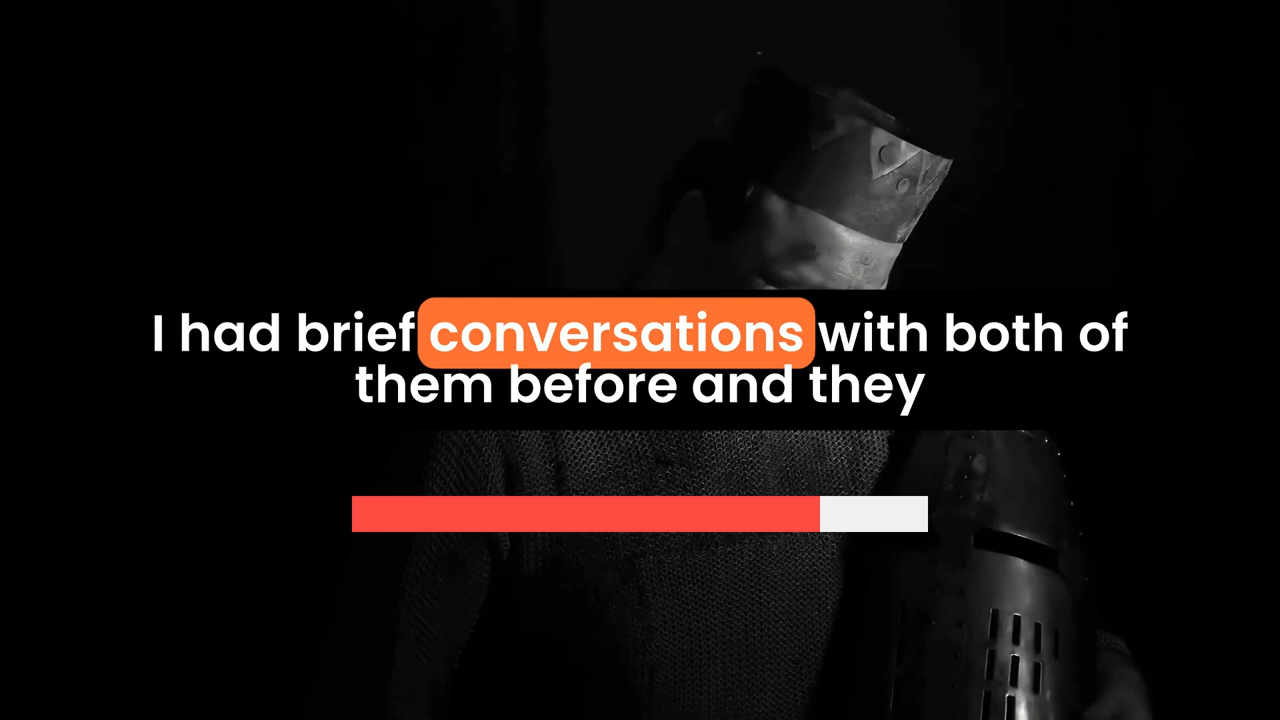 I had brief conversations with both of
them before and they